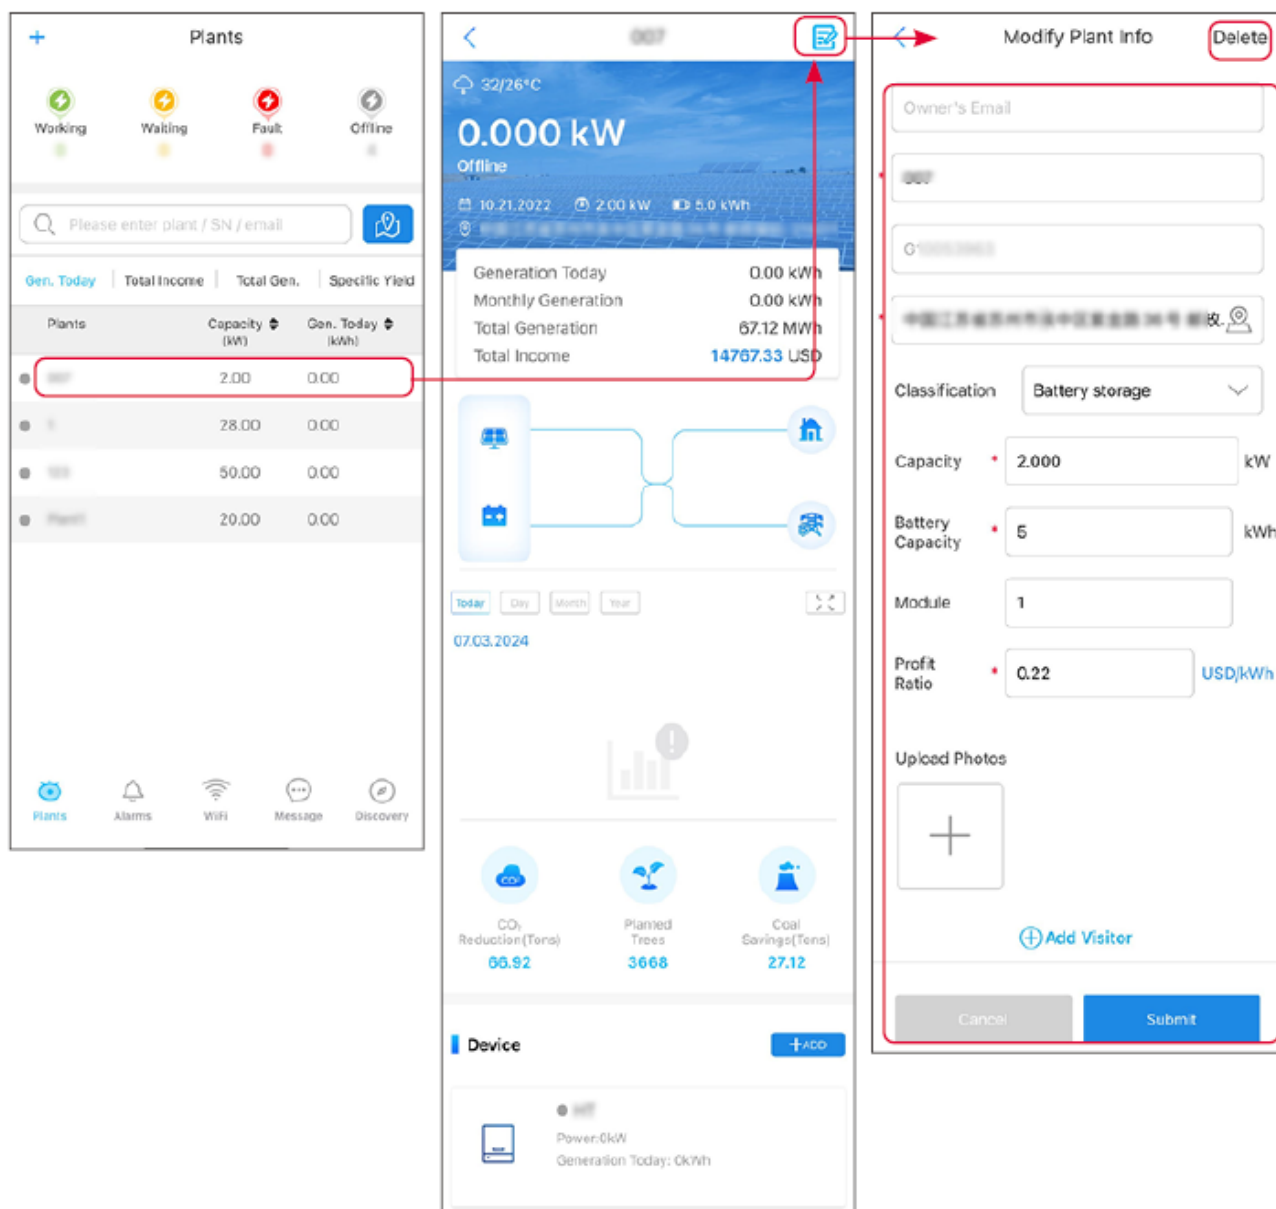 Plants
Working
Waiting
Fault
Offline
Please enter plant / SN / email
Gen. Today
Total Income
Total Gen.
Specific Yield
Plants
Capacity
(kW)
Gen. Today
(kWh)
2.00
0.00
28.00
0.00
50.00
0.00
20.00
0.00
Plants
Alarms
WiFi
Message
Discovery
007
32/26°C
0.000 kW
Offline
10.21.2022
2.00 kW
5.0 kWh
Generation Today
0.00 kWh
Monthly Generation
0.00 kWh
Total Generation
67.12 MWh
Total Income
14767.33 USD
Today
Day
Month
Year
07.03.2024
CO₂
Reduction(Tons)
66.92
Planted
Trees
3668
Coal
Savings(Tons)
27.12
Device
+ADD
HT
Power:0kW
Generation Today: 0kWh
Modify Plant Info
Delete
Owner's Email
* 007
*
Classification
Battery storage
Capacity
*
2.000
kW
Battery
Capacity
*
5
kWh
Module
1
Profit
Ratio
*
0.22
USD/kWh
Upload Photos
Add Visitor
Cancel
Submit